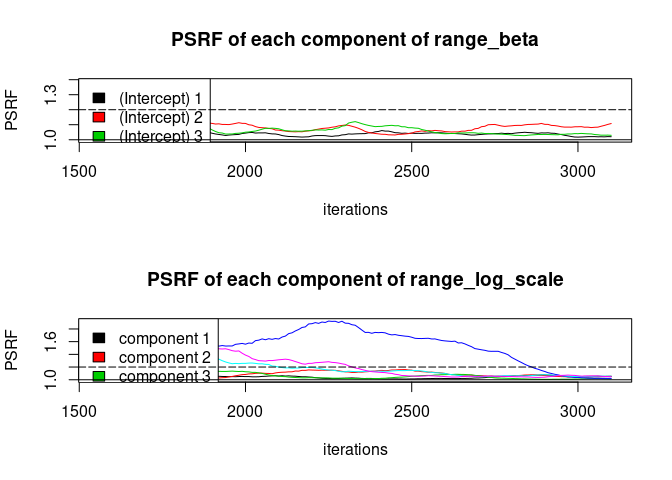 PSRF of each component of range_beta
PSRF
1.3
1.0
(Intercept) 1
(Intercept) 2
(Intercept) 3
1500 2000 2500 3000
iterations
PSRF of each component of range_log_scale
PSRF
1.6
1.0
component 1
component 2
component 3
1500 2000 2500 3000
iterations